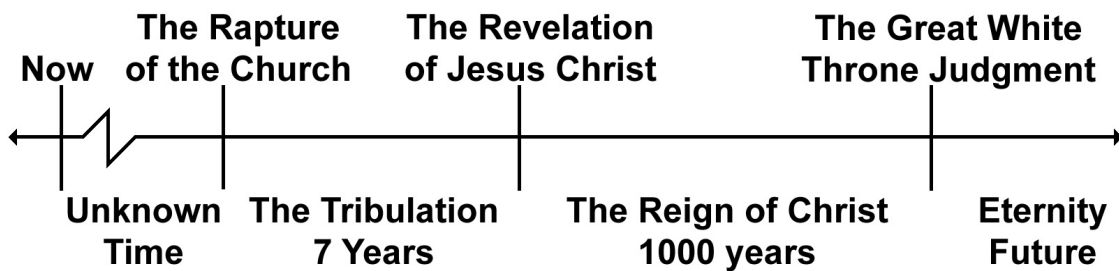 Now
The Rapture
of the Church
The Revelation
of Jesus Christ
The Great White
Throne Judgment
Unknown
Time
The Tribulation
7 Years
The Reign of Christ
1000 years
Eternity
Future